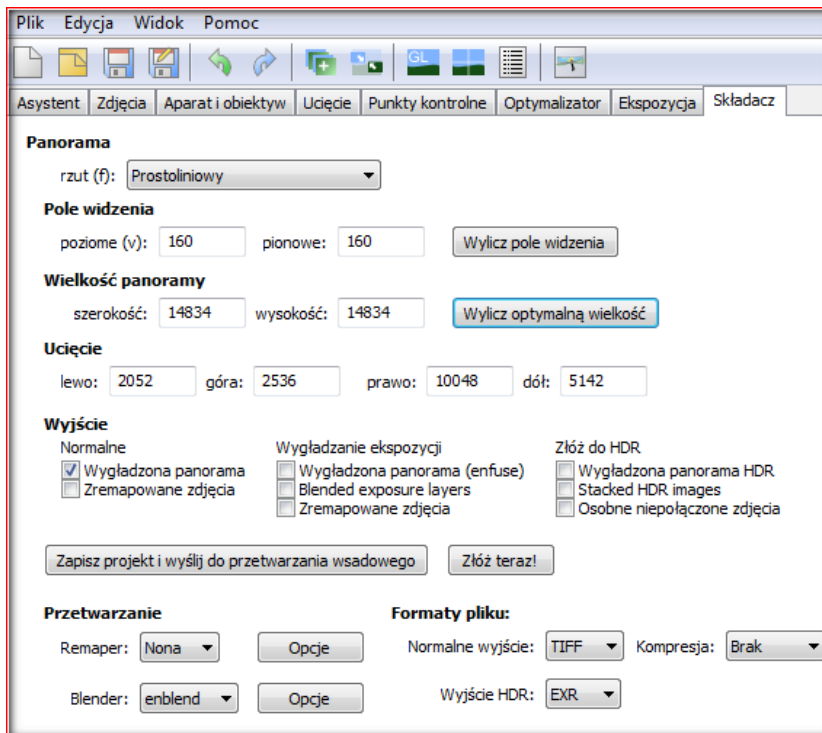 Plik Edycja Widok Pomoc
GL
Asystent Zdjęcia Aparat i obiektyw Ucięcie Punkty kontrolne Optymalizator Ekspozycja Składacz
Panorama
rzut (f): Prostoliniowy
Pole widzenia
poziome (v): 160 pionowe: 160 Wylicz pole widzenia
Wielkość panoramy
szerokość: 14834 wysokość: 14834 Wylicz optymalną wielkość
Ucięcie
lewo: 2052 góra: 2536 prawo: 10048 dół: 5142
Wyjście
Normalne Wygładzanie ekspozycji Złóż do HDR
Wygładzona panorama Wygładzona panorama (enfuse) Wygładzona panorama HDR
Zremapowane zdjęcia Blended exposure layers Stacked HDR images
Zremapowane zdjęcia Osobne niepołączone zdjęcia
Zapisz projekt i wyślij do przetwarzania wsadowego Złóż teraz!
Przetwarzanie Formaty pliku:
Remaper: Nona Opcje Normalne wyjście: TIFF Kompresja: Brak
Blender: enblend Opcje Wyjście HDR: EXR